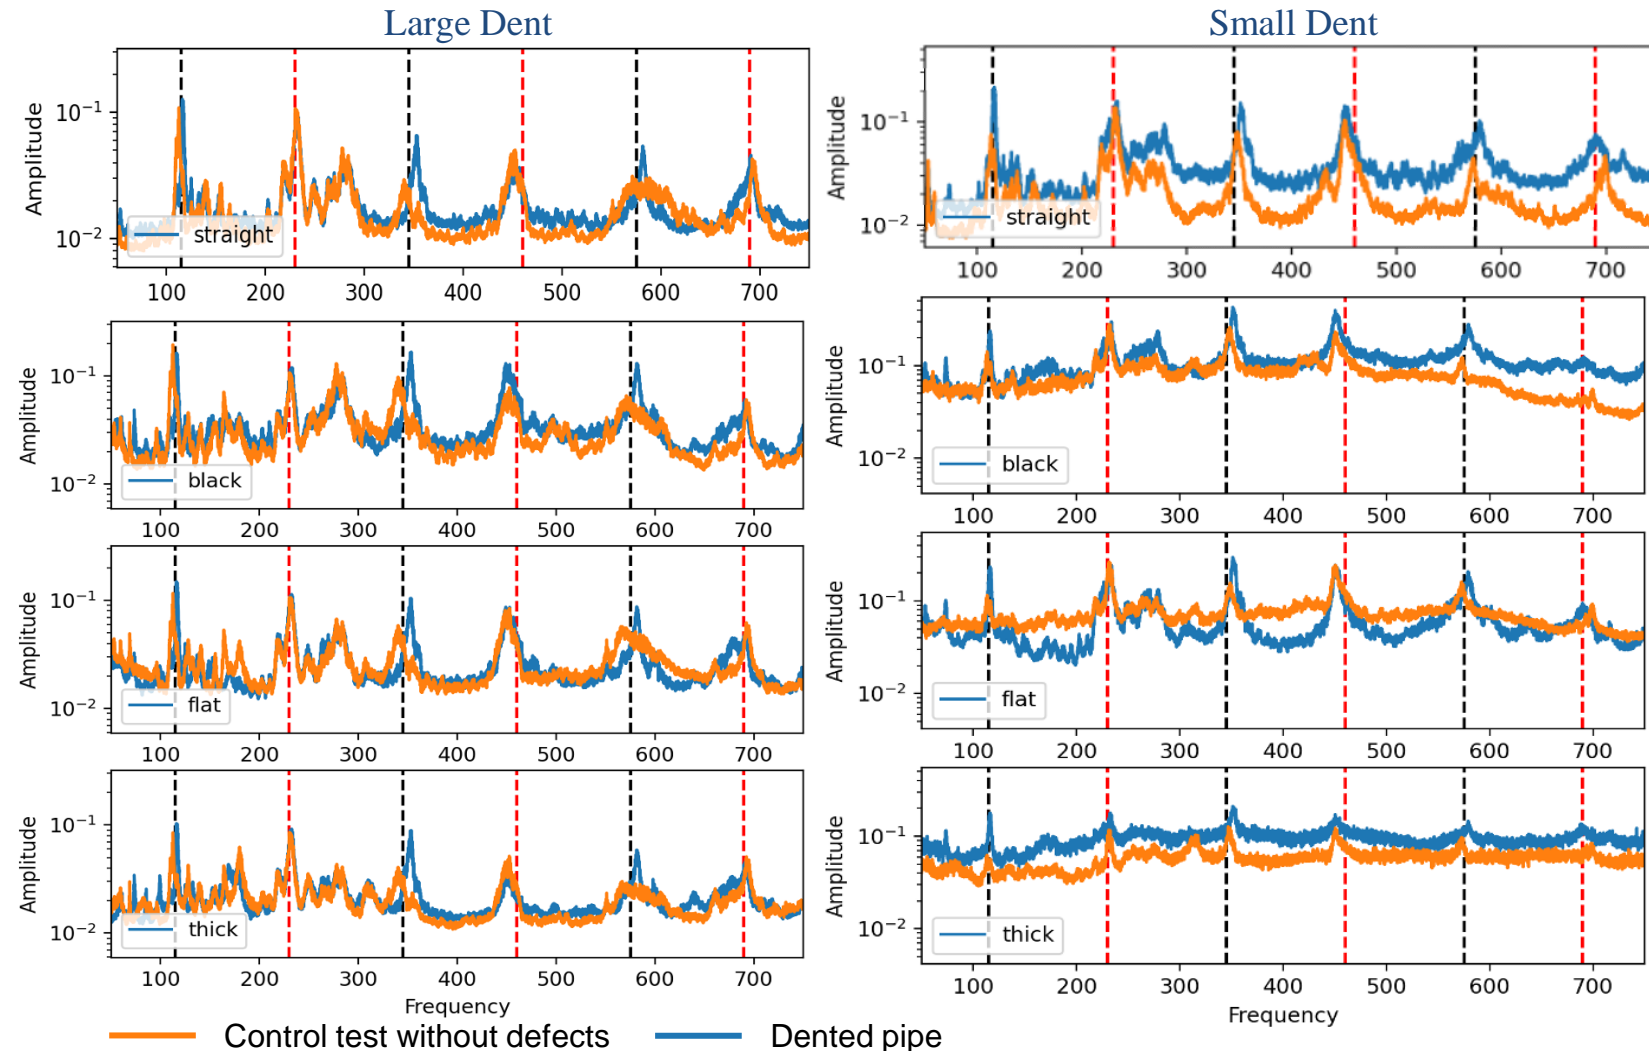 Large Dent
Small Dent
Amplitude
10⁻¹
10⁻²
straight
100 200 300 400 500 600 700
Amplitude
10⁻¹
10⁻²
straight
100 200 300 400 500 600 700
Amplitude
10⁻¹
10⁻²
black
100 200 300 400 500 600 700
Amplitude
10⁻¹
10⁻²
black
100 200 300 400 500 600 700
Amplitude
10⁻¹
10⁻²
flat
100 200 300 400 500 600 700
Amplitude
10⁻¹
10⁻²
flat
100 200 300 400 500 600 700
Amplitude
10⁻¹
10⁻²
thick
100 200 300 400 500 600 700
Frequency
Amplitude
10⁻¹
10⁻²
thick
100 200 300 400 500 600 700
Frequency
Control test without defects Dented pipe